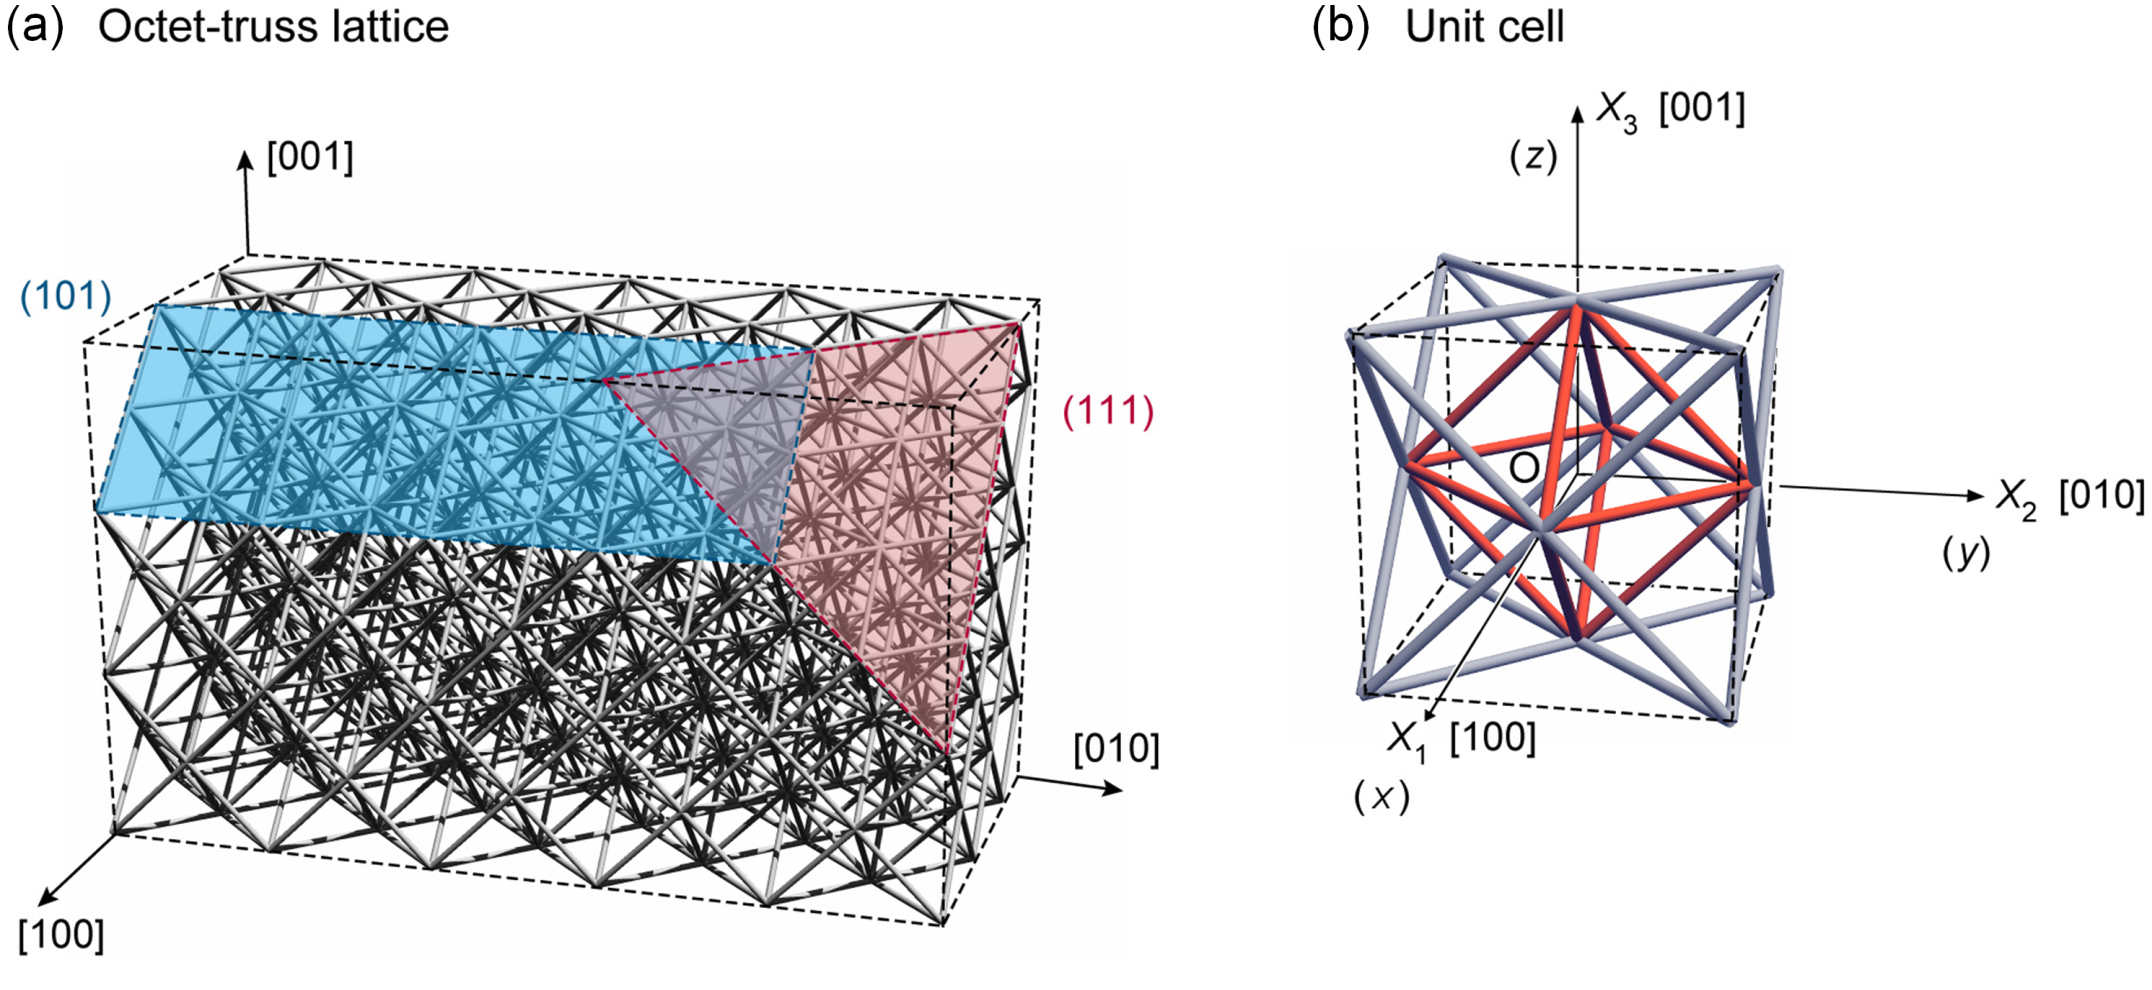 (a) Octet-truss lattice
[001]
(101)
(111)
[010]
[100]
(b) Unit cell
X3 [001]
(z)
O
X2 [010]
(y)
X1 [100]
(x)